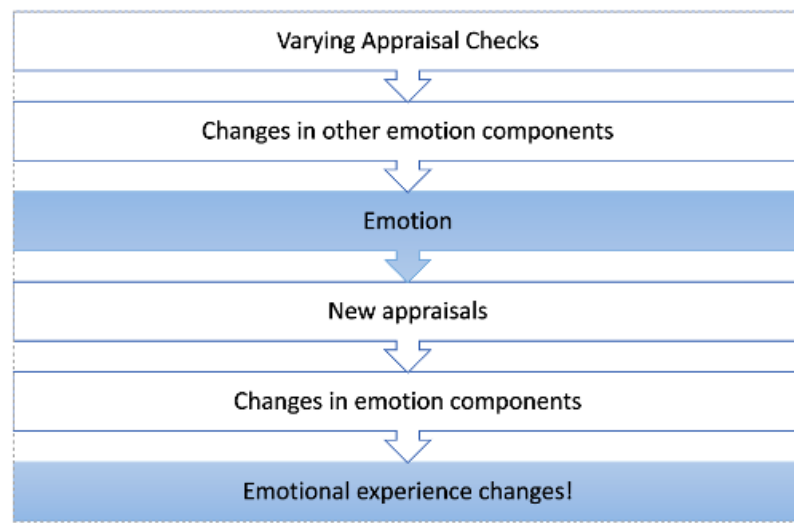 Varying Appraisal Checks
Changes in other emotion components
Emotion
New appraisals
Changes in emotion components
Emotional experience changes!